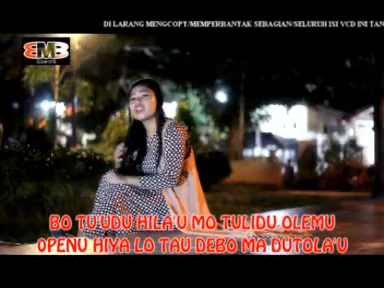 DI LARANG MENGCOPY/MEMPERBANYAK SEBAGIAN/SELURUH ISI VCD INI TAN
BMB
BO TU'UDU HILA'U MO TULIDU OLEMU
OPENU HIYA LO TAU DEBO MA DUTOLA'U